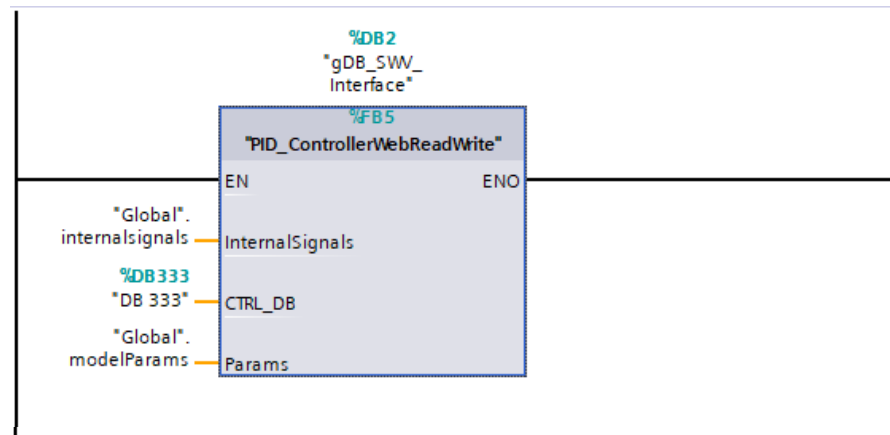 %DB2
"gDB_SWV_
Interface"
%FB5
"PID_ControllerWebReadWrite"
EN ENO
"Global".
internalsignals InternalSignals
%DB333
"DB 333" CTRL_DB
"Global".
modelParams Params